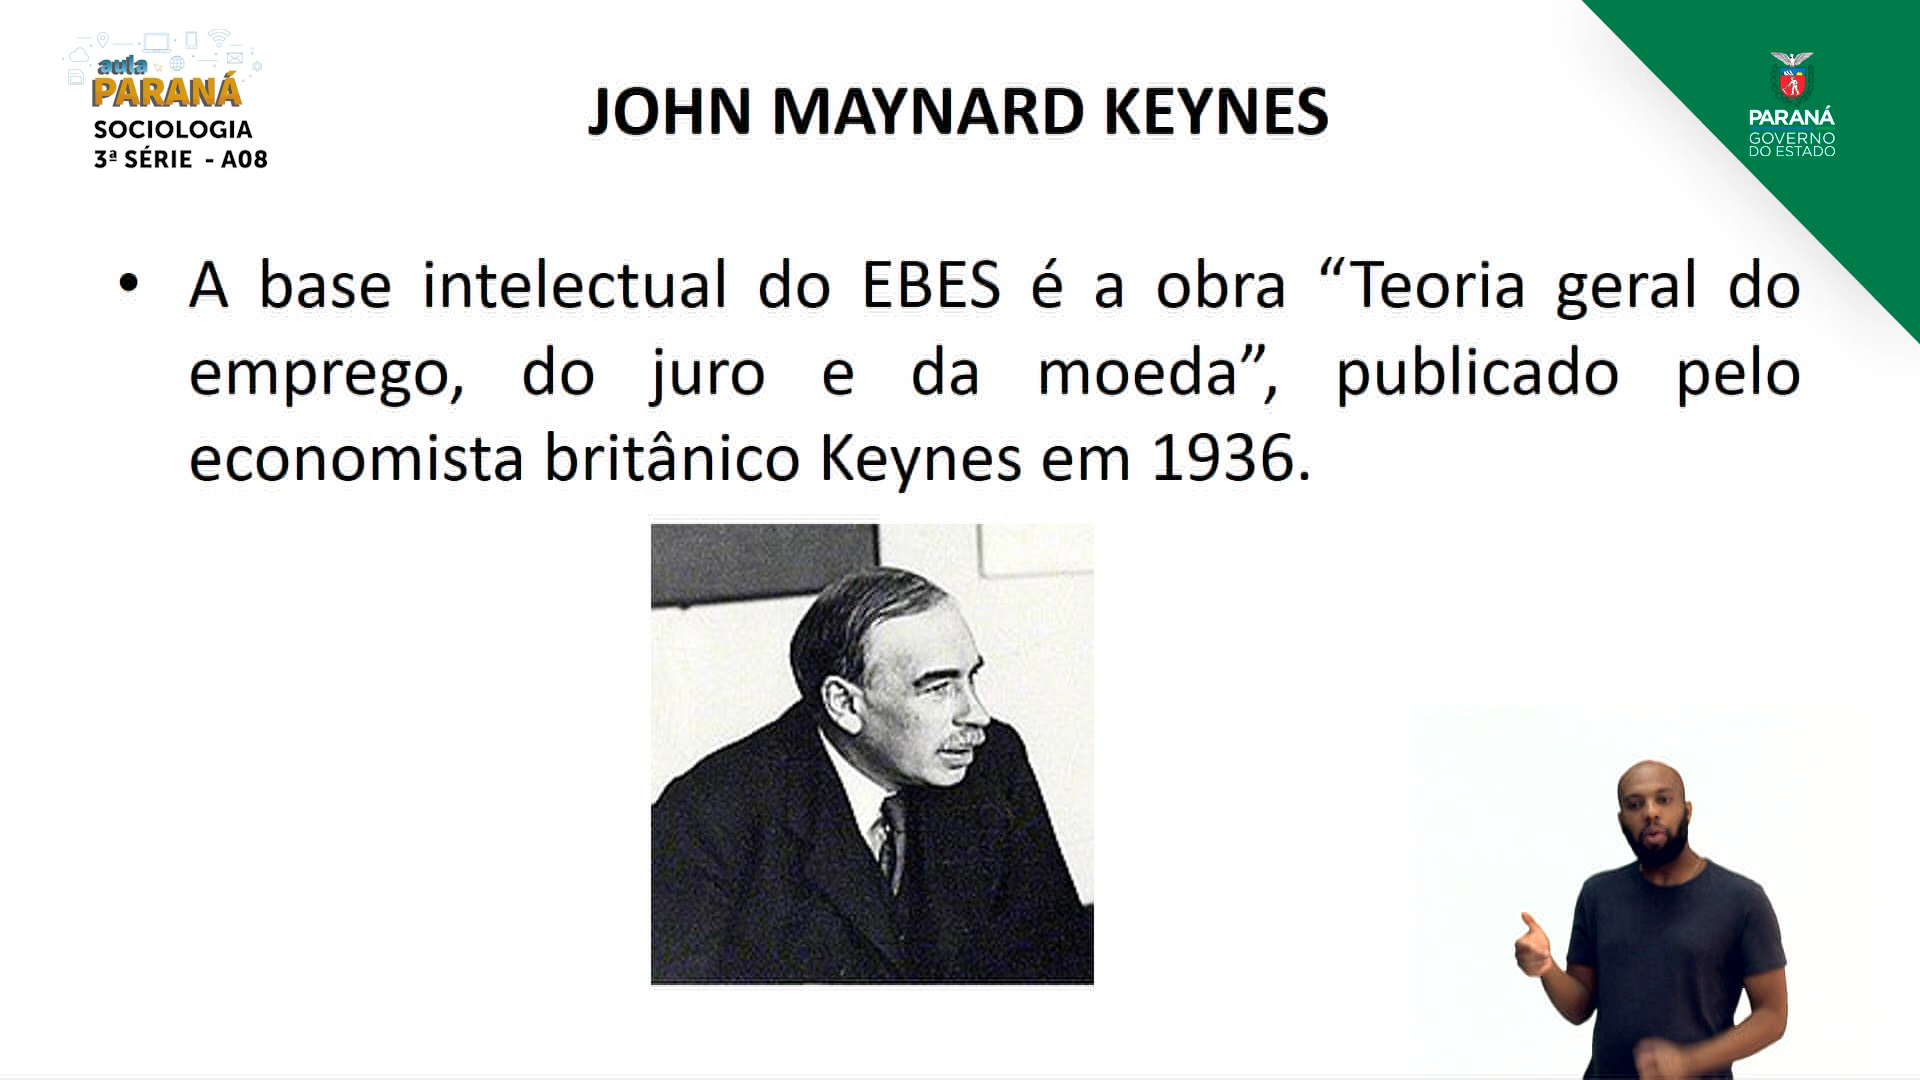 aula
PARANÁ
SOCIOLOGIA
3ª SÉRIE - A08
JOHN MAYNARD KEYNES
PARANÁ
GOVERNO
DO ESTADO
• A base intelectual do EBES é a obra “Teoria geral do
emprego, do juro e da moeda”, publicado pelo
economista britânico Keynes em 1936.